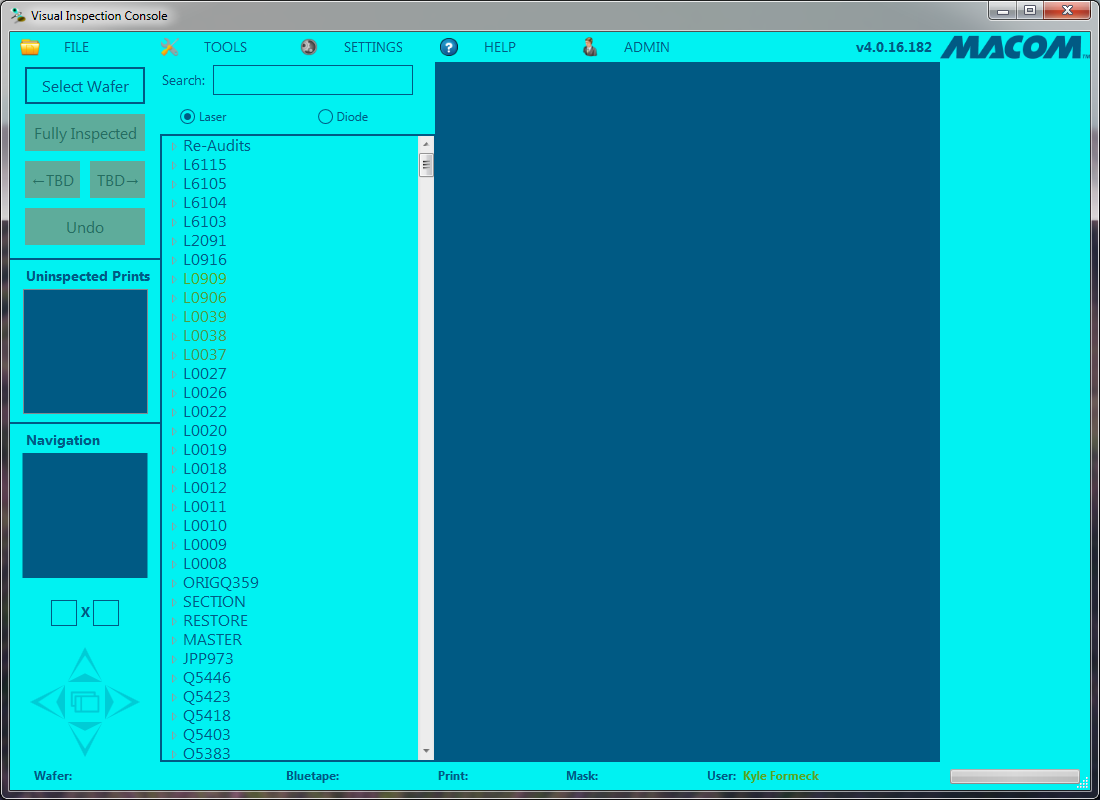 Visual Inspection Console
FILE TOOLS SETTINGS HELP ADMIN v4.0.16.182 MACOM™
Select Wafer
Fully Inspected
←TBD TBD→
Undo
Uninspected Prints
Navigation
X
Search:
Laser Diode
Re-Audits
L6115
L6105
L6104
L6103
L2091
L0916
L0909
L0906
L0039
L0038
L0037
L0027
L0026
L0022
L0020
L0019
L0018
L0012
L0011
L0010
L0009
L0008
ORIGQ359
SECTION
RESTORE
MASTER
JPP973
Q5446
Q5423
Q5418
Q5403
Q5383
Wafer: Bluetape: Print: Mask: User: Kyle Formeck